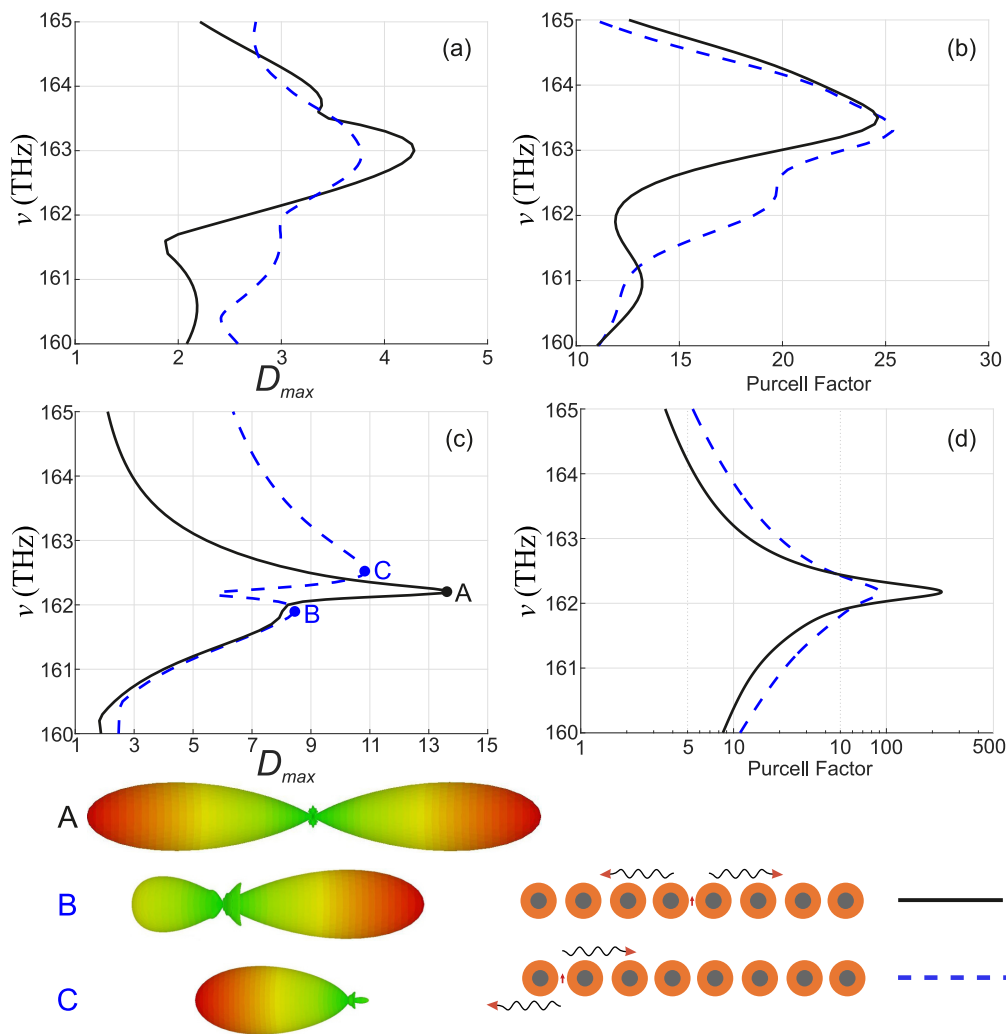 165
164
163
162
161
160
ν (THz)
(a)
1 2 3 4 5
D_max
165
164
163
162
161
160
ν (THz)
(b)
10 15 20 25 30
Purcell Factor
165
164
163
162
161
160
ν (THz)
(c)
C
A
B
1 3 5 7 9 11 13 15
D_max
165
164
163
162
161
160
ν (THz)
(d)
1 5 10 10 100 500
Purcell Factor
A
B
C